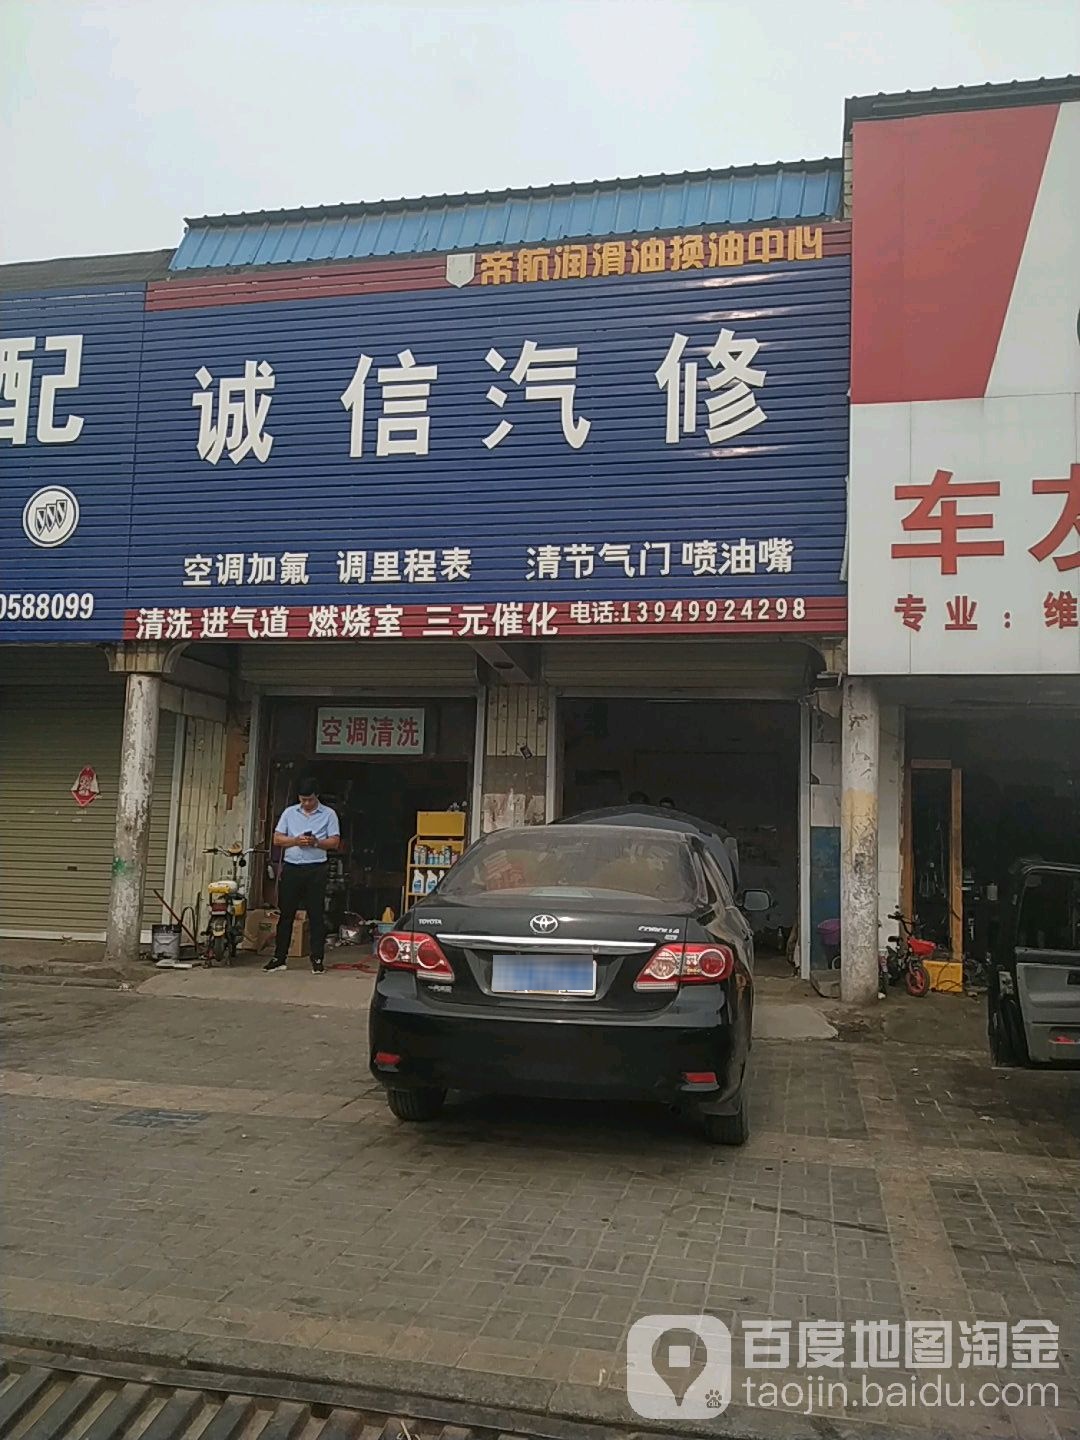 帝航润滑油换油中心
配
诚信汽修
空调加氟 调里程表 清节气门 喷油嘴
0588099
清洗 进气道 燃烧室 三元催化 电话:13949924298
车友
专业：维
空调清洗
TOYOTA
COROLLA
百度地图淘金
taojin.baidu.com